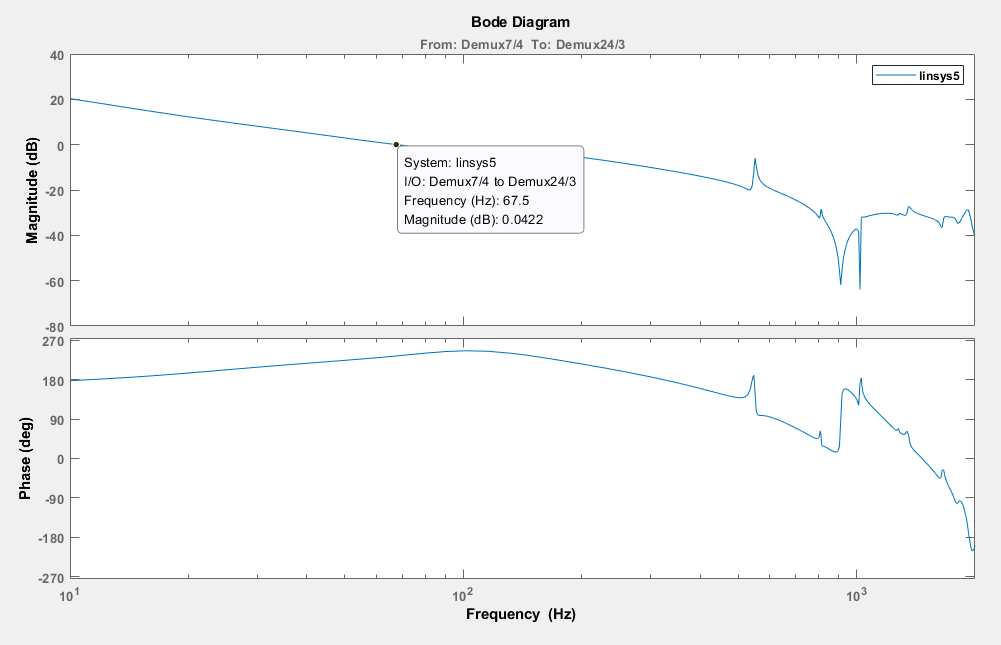 Bode Diagram
From: Demux7/4  To: Demux24/3
40
20
0
-20
-40
-60
-80
Magnitude (dB)
linsys5
System: linsys5
I/O: Demux7/4 to Demux24/3
Frequency (Hz): 67.5
Magnitude (dB): 0.0422
270
180
90
0
-90
-180
-270
Phase (deg)
10^1
10^2
10^3
Frequency  (Hz)